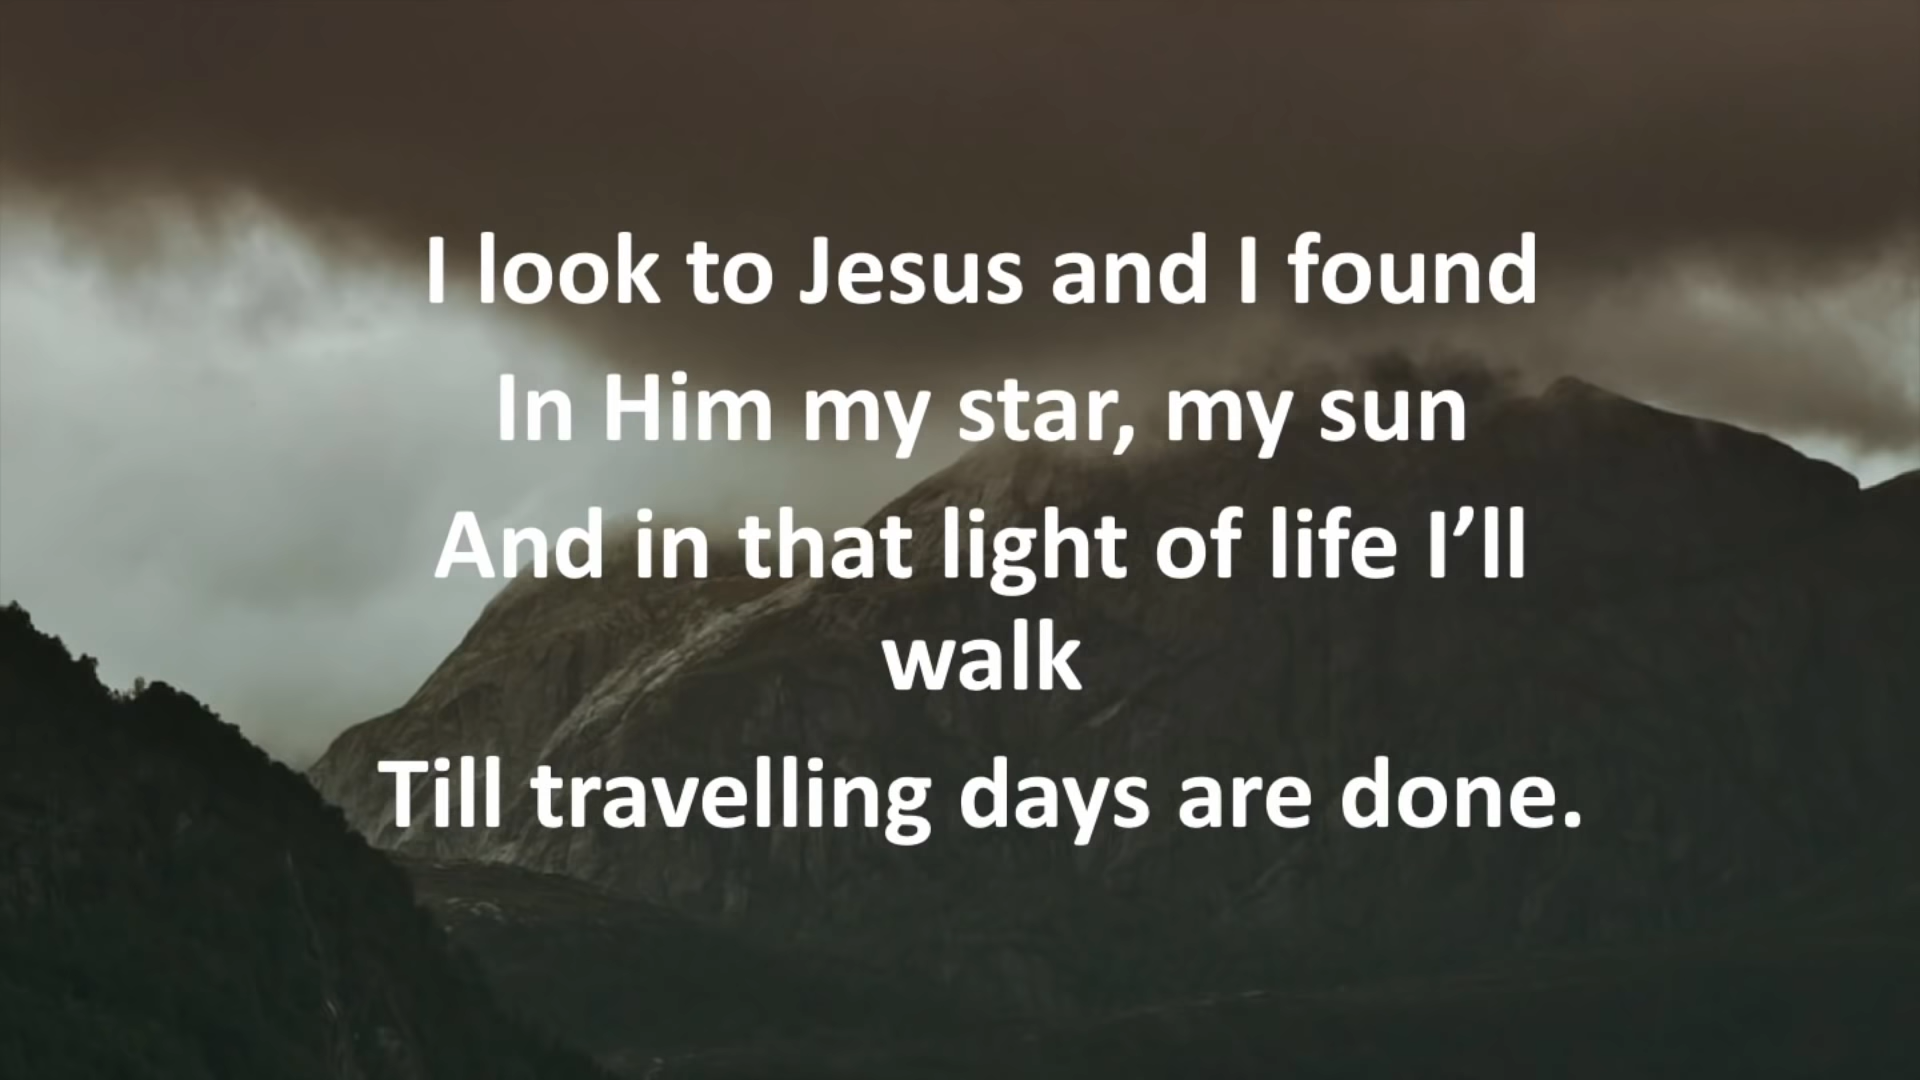 I look to Jesus and I found
In Him my star, my sun
And in that light of life I’ll
walk
Till travelling days are done.